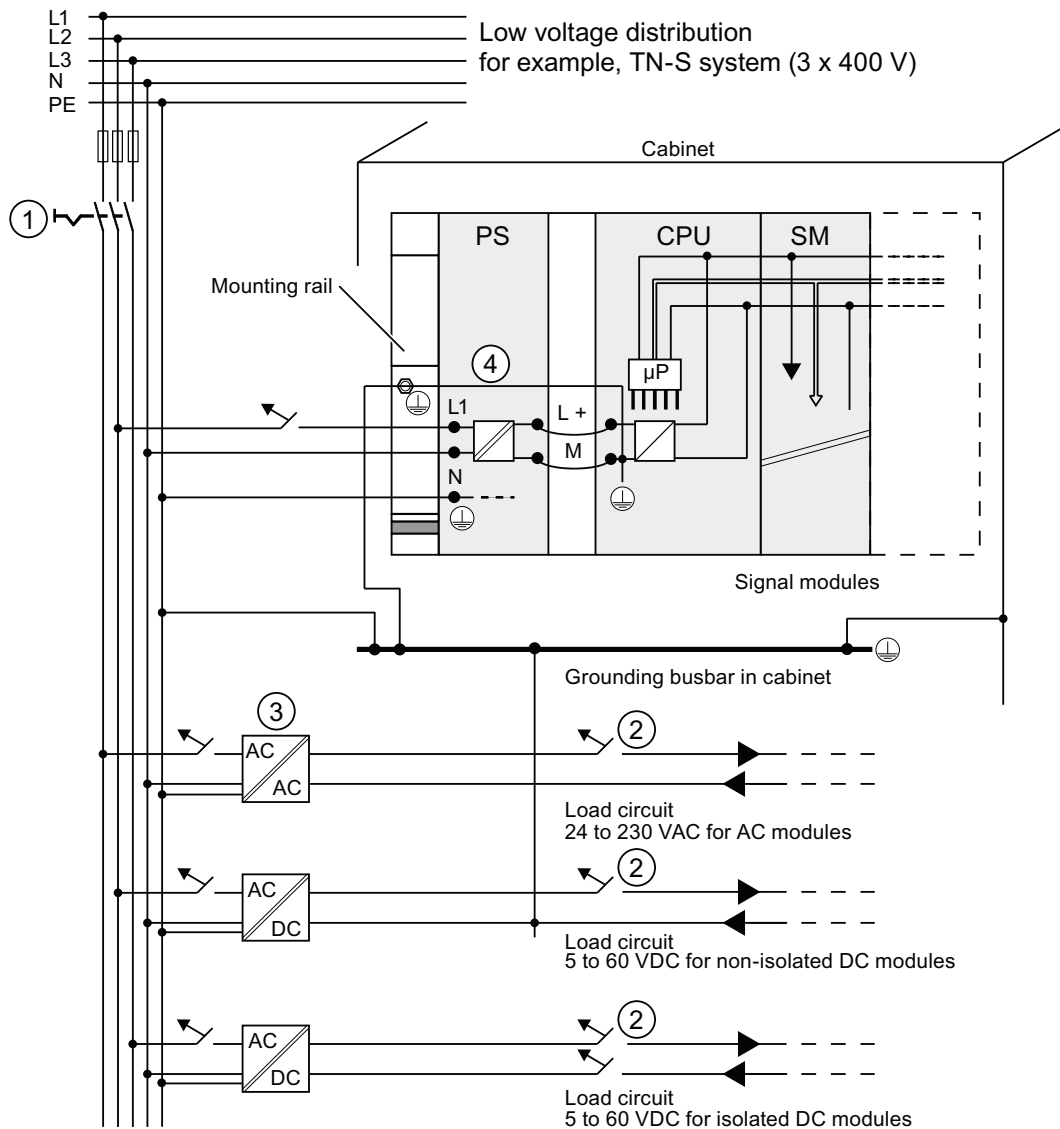 L1
L2
L3
N
PE
Low voltage distribution
for example, TN-S system (3 x 400 V)
Cabinet
1
PS
CPU
SM
Mounting rail
4
µP
L1
L +
M
N
Signal modules
Grounding busbar in cabinet
3
2
AC
AC
Load circuit
24 to 230 VAC for AC modules
2
AC
DC
Load circuit
5 to 60 VDC for non-isolated DC modules
2
AC
DC
Load circuit
5 to 60 VDC for isolated DC modules